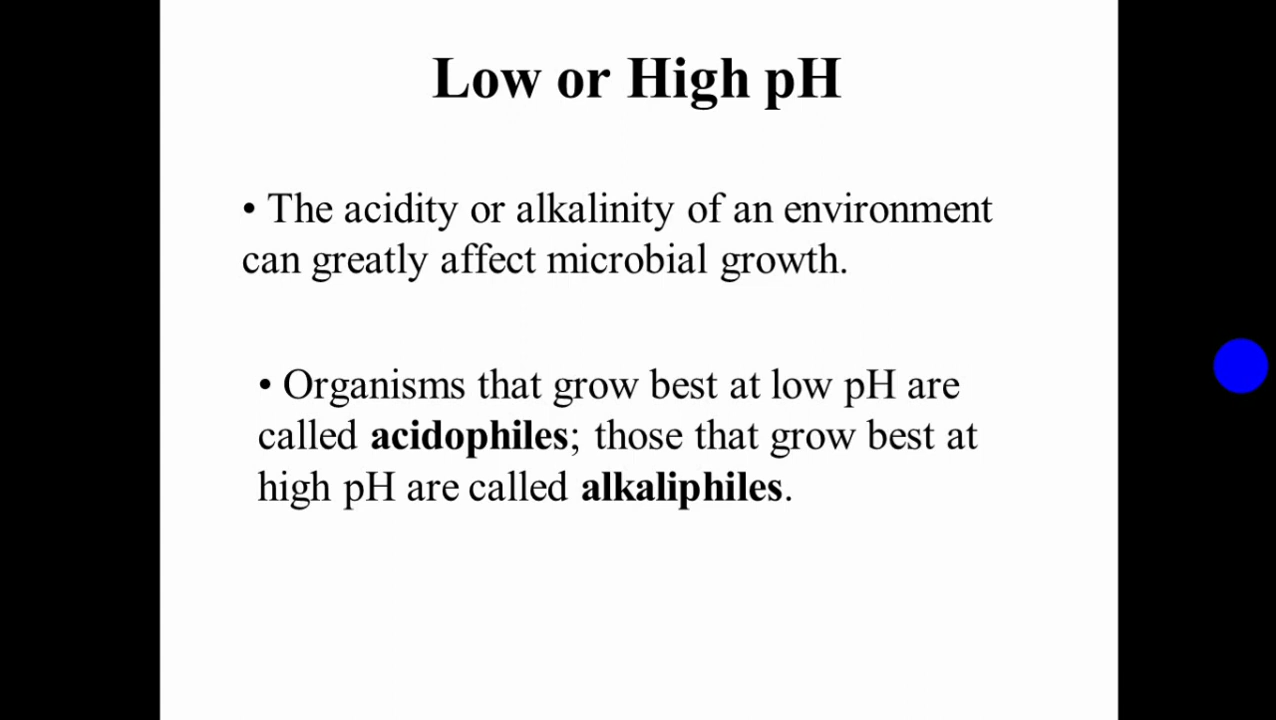 Low or High pH
• The acidity or alkalinity of an environment
can greatly affect microbial growth.
• Organisms that grow best at low pH are
called acidophiles; those that grow best at
high pH are called alkaliphiles.